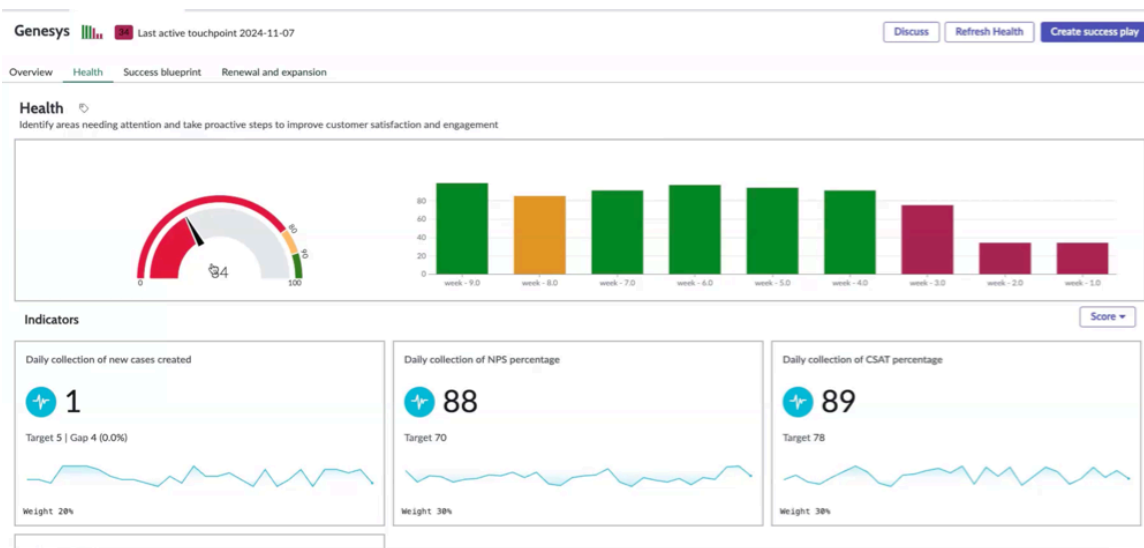 Genesys 34 Last active touchpoint 2024-11-07
Discuss Refresh Health Create success play
Overview Health Success blueprint Renewal and expansion
Health
Identify areas needing attention and take proactive steps to improve customer satisfaction and engagement
80
90
34
0 100
80
60
40
20
0
week - 9.0 week - 8.0 week - 7.0 week - 6.0 week - 5.0 week - 4.0 week - 3.0 week - 2.0 week - 1.0
Indicators Score
Daily collection of new cases created
1
Target 5 | Gap 4 (0.0%)
Weight 20%
Daily collection of NPS percentage
88
Target 70
Weight 30%
Daily collection of CSAT percentage
89
Target 78
Weight 30%